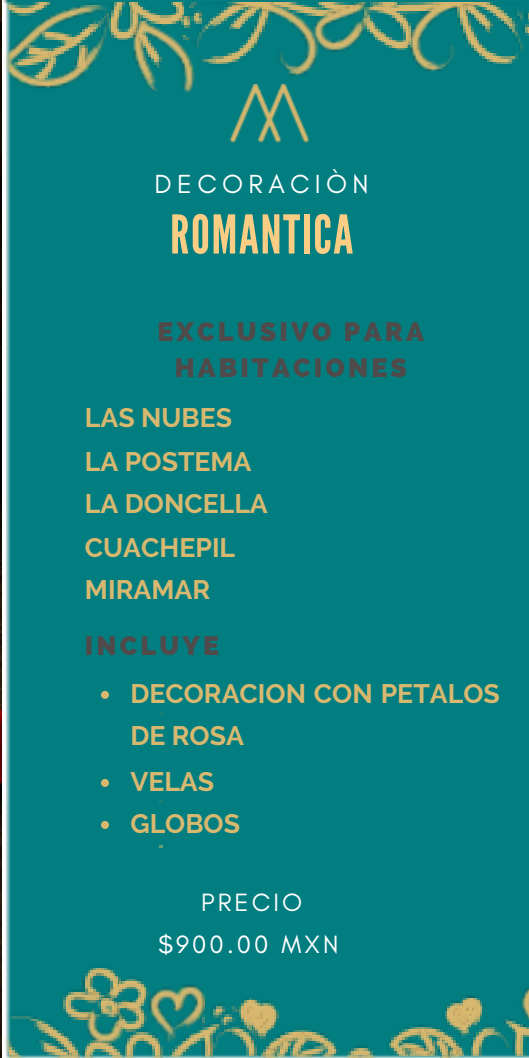 DECORACIÒN
ROMANTICA
EXCLUSIVO PARA
HABITACIONES
LAS NUBES
LA POSTEMA
LA DONCELLA
CUACHEPIL
MIRAMAR
INCLUYE
• DECORACION CON PETALOS
DE ROSA
• VELAS
• GLOBOS
PRECIO
$900.00 MXN